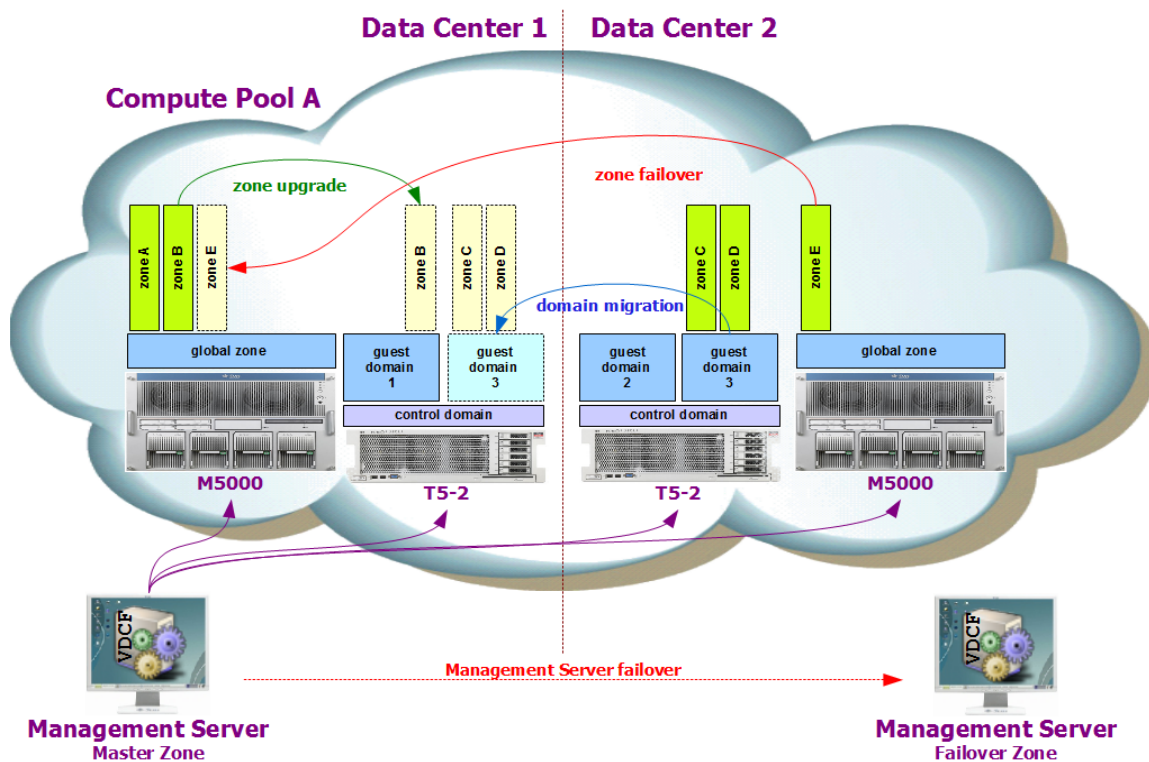 Data Center 1
Data Center 2
Compute Pool A
zone upgrade
zone failover
zone A
zone B
zone E
zone B
zone C
zone D
zone C
zone D
zone E
domain migration
global zone
guest
domain
1
guest
domain
3
guest
domain
2
guest
domain
3
global zone
control domain
control domain
M5000
T5-2
T5-2
M5000
VDCF
VDCF
Management Server failover
Management Server
Master Zone
Management Server
Failover Zone